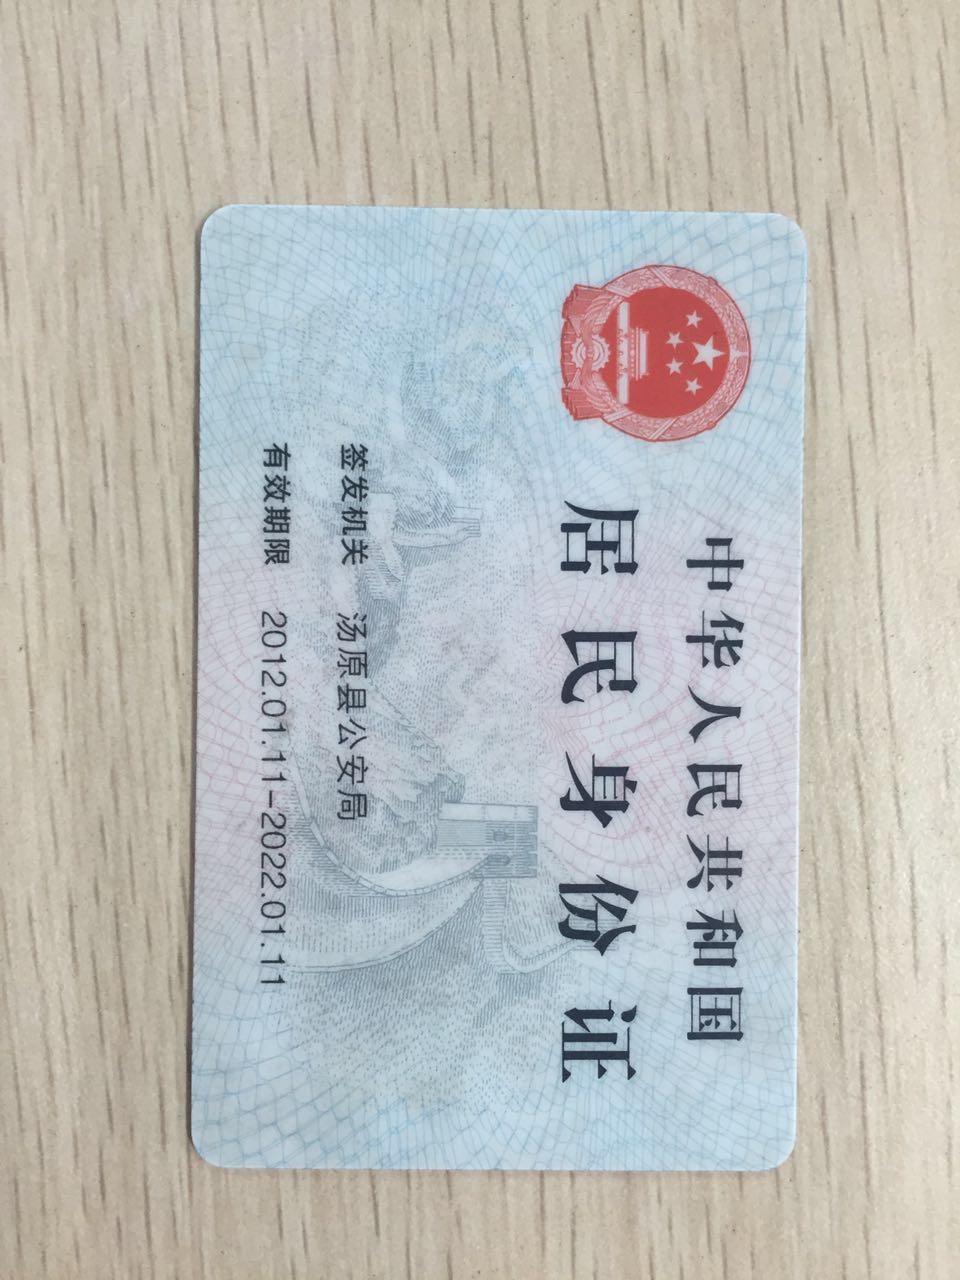 中华人民共和国
居民身份证
签发机关 汤原县公安局
有效期限 2012.01.11-2022.01.11